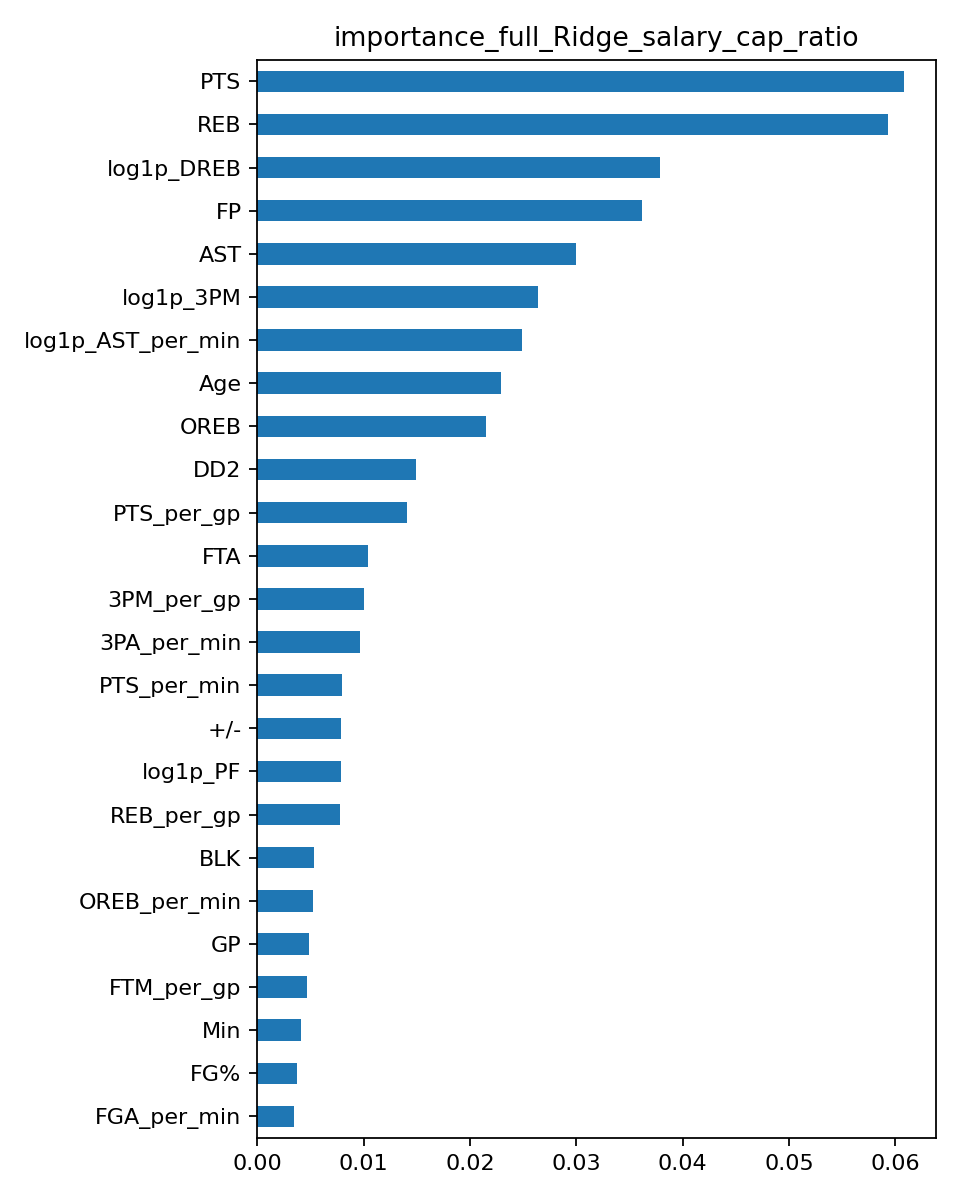 importance_full_Ridge_salary_cap_ratio
PTS
REB
log1p_DREB
FP
AST
log1p_3PM
log1p_AST_per_min
Age
OREB
DD2
PTS_per_gp
FTA
3PM_per_gp
3PA_per_min
PTS_per_min
+/-
log1p_PF
REB_per_gp
BLK
OREB_per_min
GP
FTM_per_gp
Min
FG%
FGA_per_min
0.00 0.01 0.02 0.03 0.04 0.05 0.06